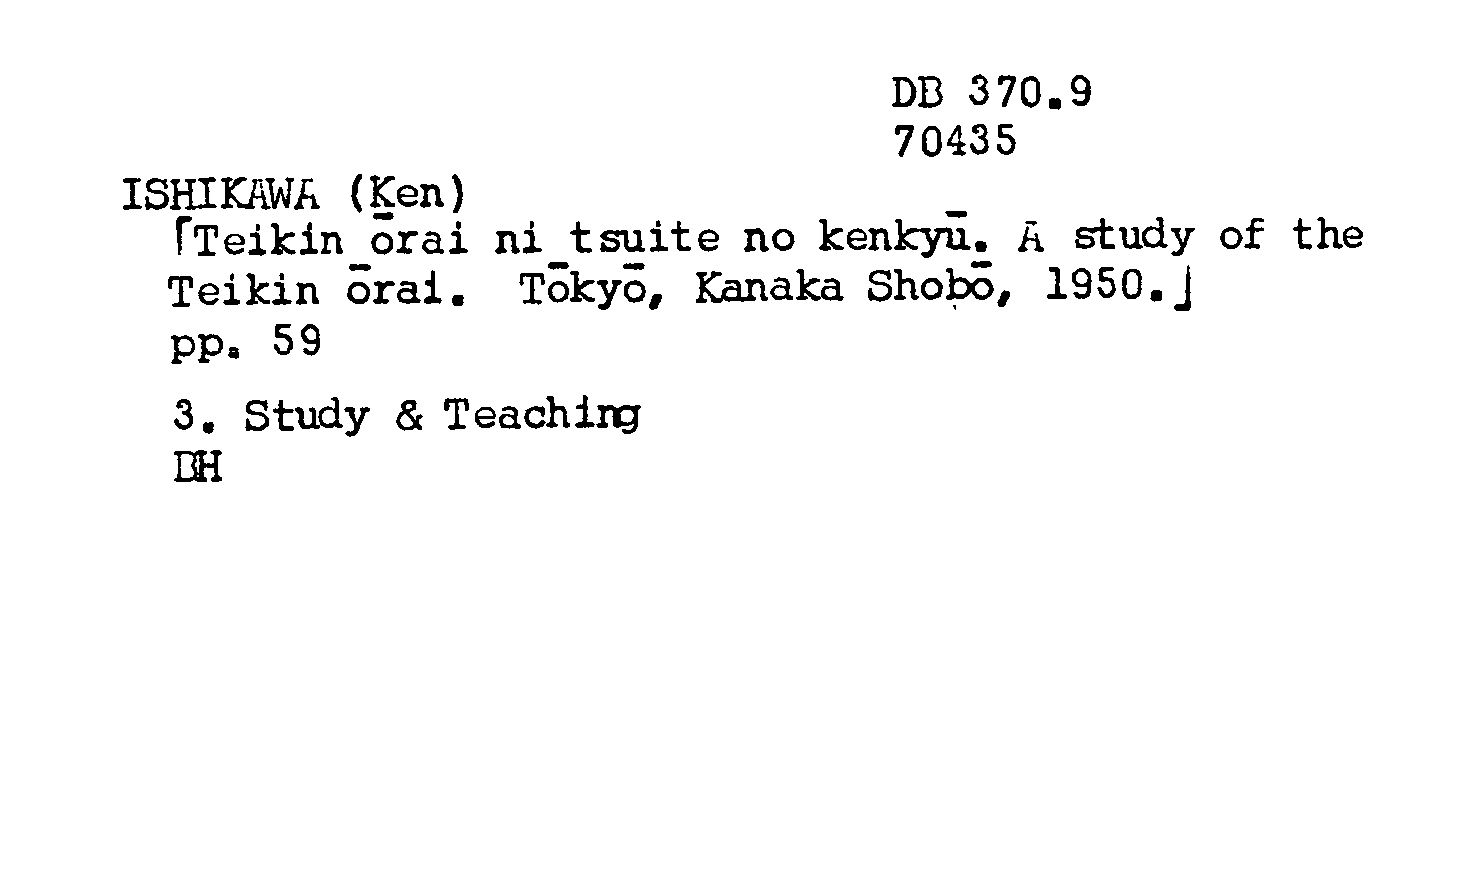 DB 370.9
70435
ISHIKAWA (Ken)
「Teikin ōrai ni tsuite no kenkyū. A study of the
Teikin ōrai. Tōkyō, Kanaka Shobō, 1950.」
pp. 59
3. Study & Teaching
DH